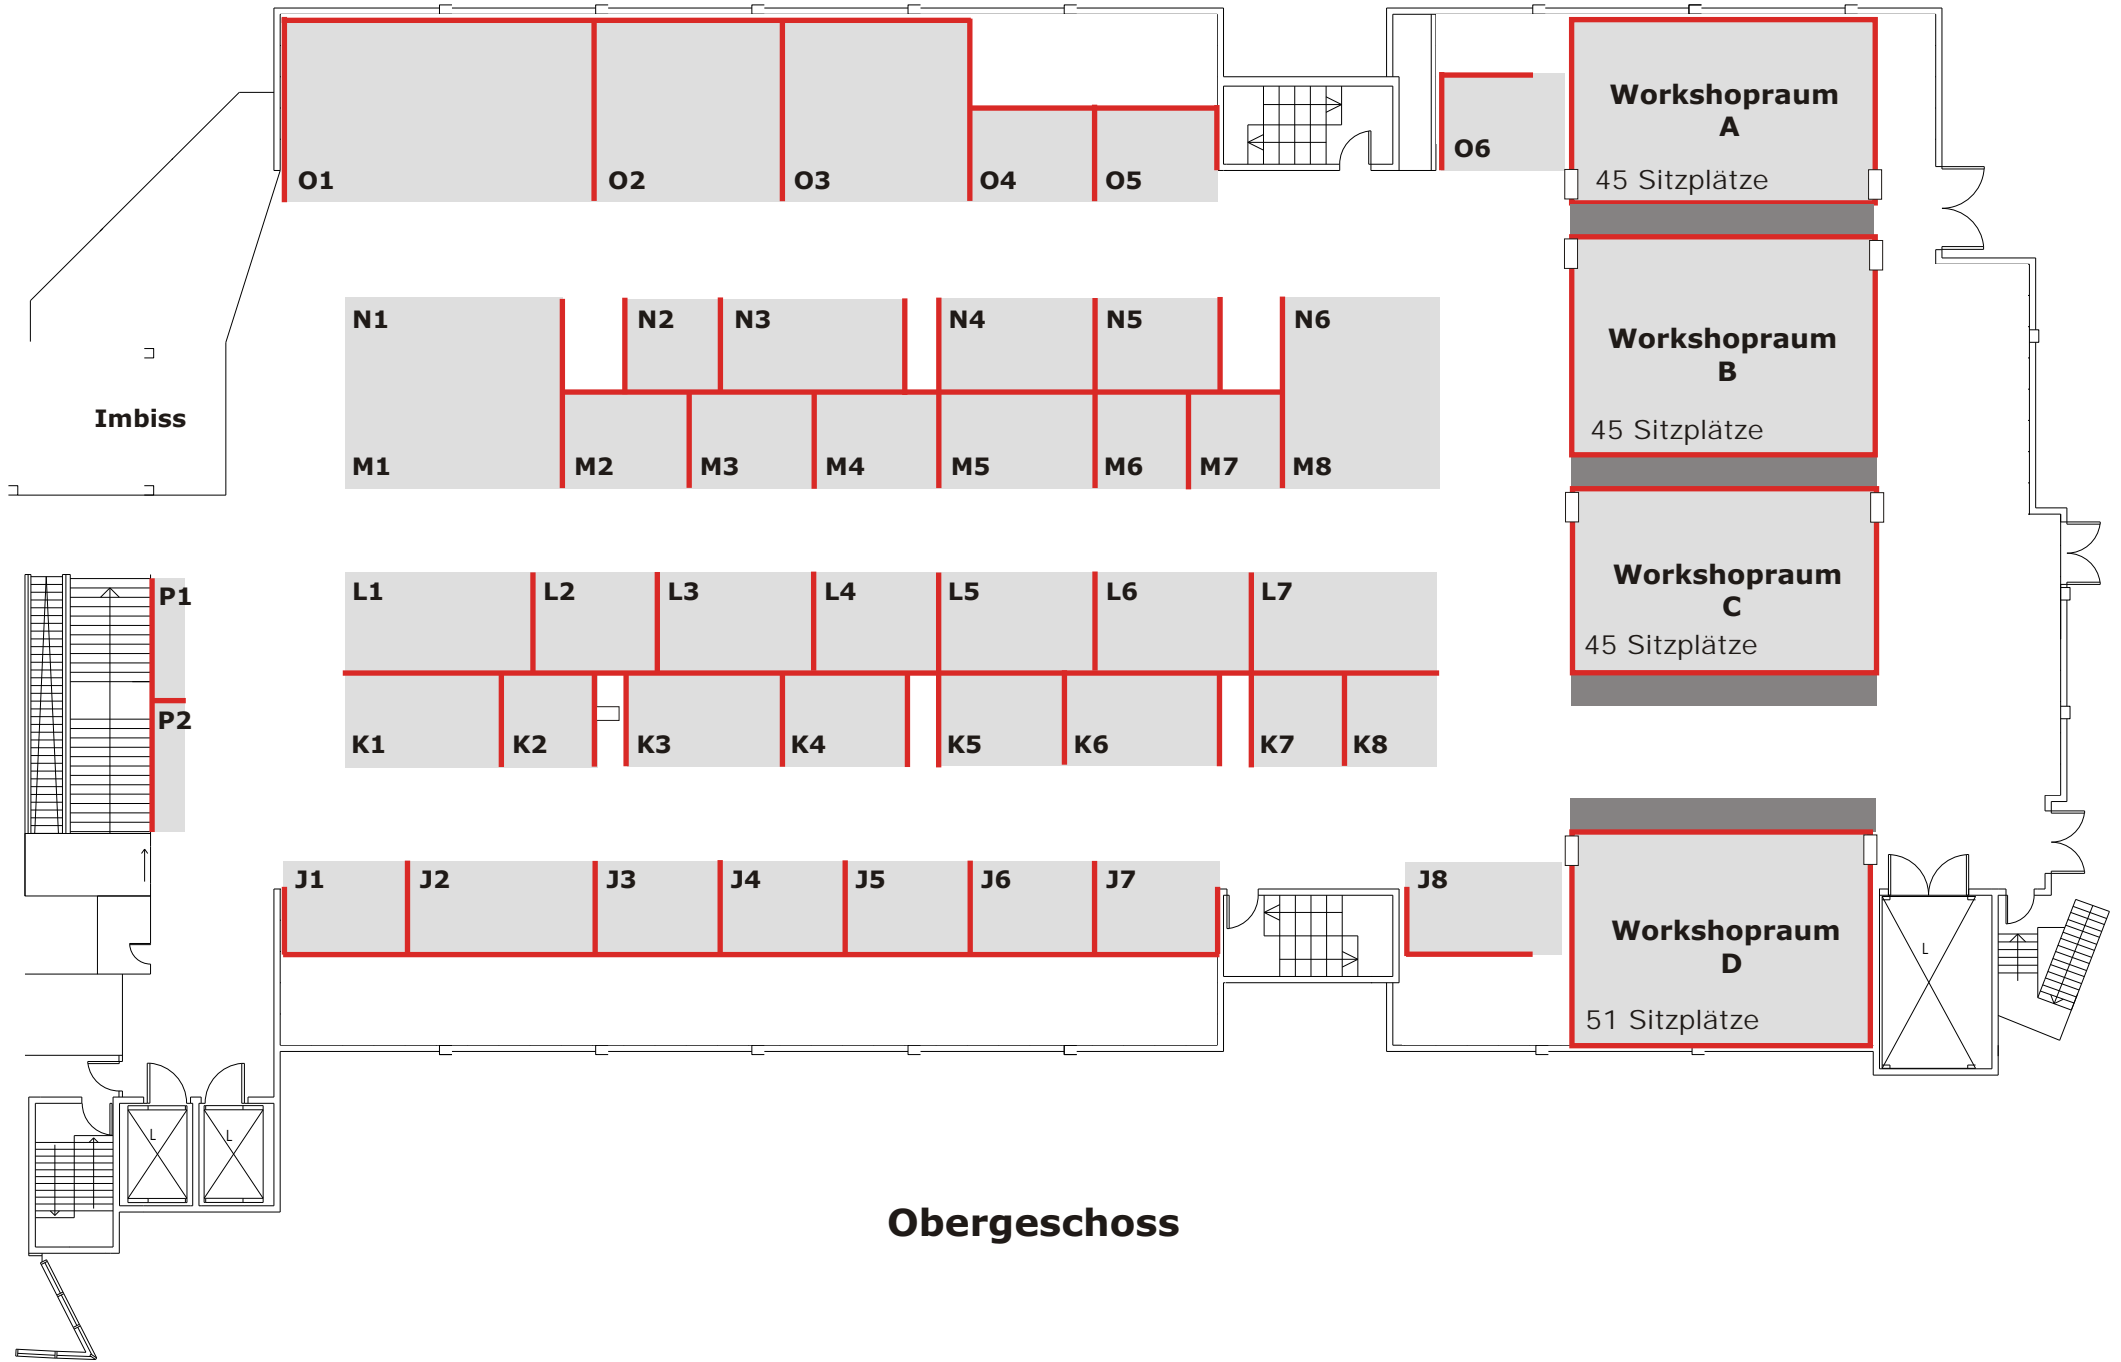 Workshopraum
A
45 Sitzplätze
O1
O2
O3
O4
O5
O6
N1
N2
N3
N4
N5
N6
Workshopraum
B
45 Sitzplätze
Imbiss
M1
M2
M3
M4
M5
M6
M7
M8
P1
L1
L2
L3
L4
L5
L6
L7
Workshopraum
C
45 Sitzplätze
P2
K1
K2
K3
K4
K5
K6
K7
K8
J1
J2
J3
J4
J5
J6
J7
J8
Workshopraum
D
51 Sitzplätze
L
L
L
Obergeschoss